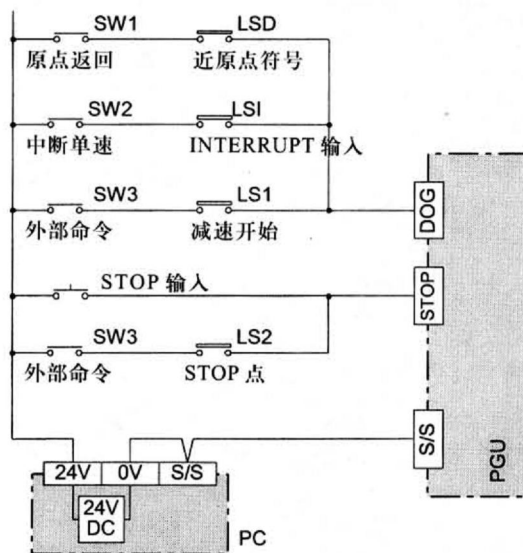 SW1 LSD
原点返回 近原点符号
SW2 LSI
中断单速 INTERRUPT 输入
SW3 LS1
外部命令 减速开始
DOG
STOP 输入
STOP
SW3 LS2
外部命令 STOP 点
S/S
PGU
24V 0V S/S
24V
DC
PC